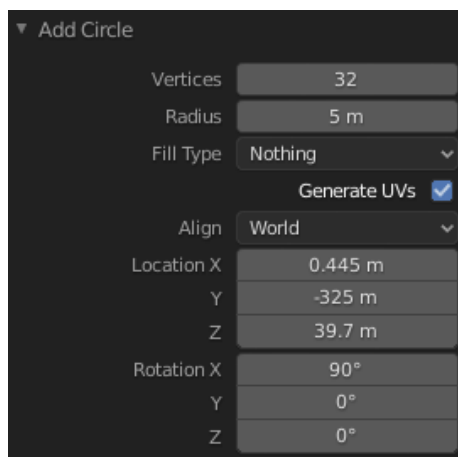 Add Circle
Vertices 32
Radius 5 m
Fill Type Nothing
Generate UVs
Align World
Location X 0.445 m
Y -325 m
Z 39.7 m
Rotation X 90°
Y 0°
Z 0°